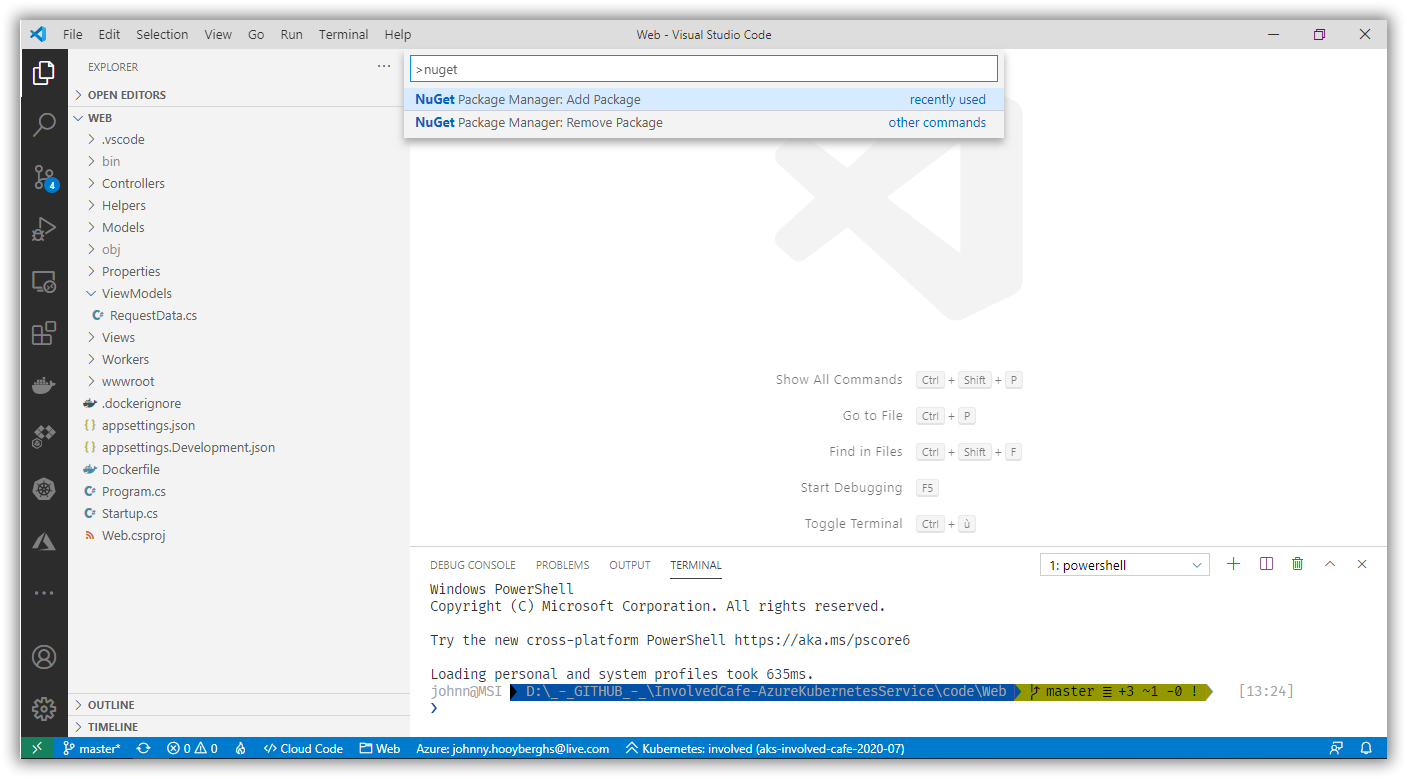 File Edit Selection View Go Run Terminal Help
Web - Visual Studio Code
EXPLORER
OPEN EDITORS
WEB
.vscode
bin
Controllers
Helpers
Models
obj
Properties
ViewModels
C# RequestData.cs
Views
Workers
wwwroot
.dockerignore
{ } appsettings.json
{ } appsettings.Development.json
Dockerfile
C# Program.cs
C# Startup.cs
Web.csproj
OUTLINE
TIMELINE
4
>nuget
NuGet Package Manager: Add Package recently used
NuGet Package Manager: Remove Package other commands
Show All Commands Ctrl + Shift + P
Go to File Ctrl + P
Find in Files Ctrl + Shift + F
Start Debugging F5
Toggle Terminal Ctrl + ù
DEBUG CONSOLE PROBLEMS OUTPUT TERMINAL 1: powershell
Windows PowerShell
Copyright (C) Microsoft Corporation. All rights reserved.
Try the new cross-platform PowerShell https://aka.ms/pscore6
Loading personal and system profiles took 635ms.
johnn@MSI D:\_-_GITHUB_-_\InvolvedCafe-AzureKubernetesService\code\Web master ≡ +3 ~1 -0 ! [13:24]
❯
master* 0 0 Cloud Code Web Azure: johnny.hooyberghs@live.com Kubernetes: involved (aks-involved-cafe-2020-07)